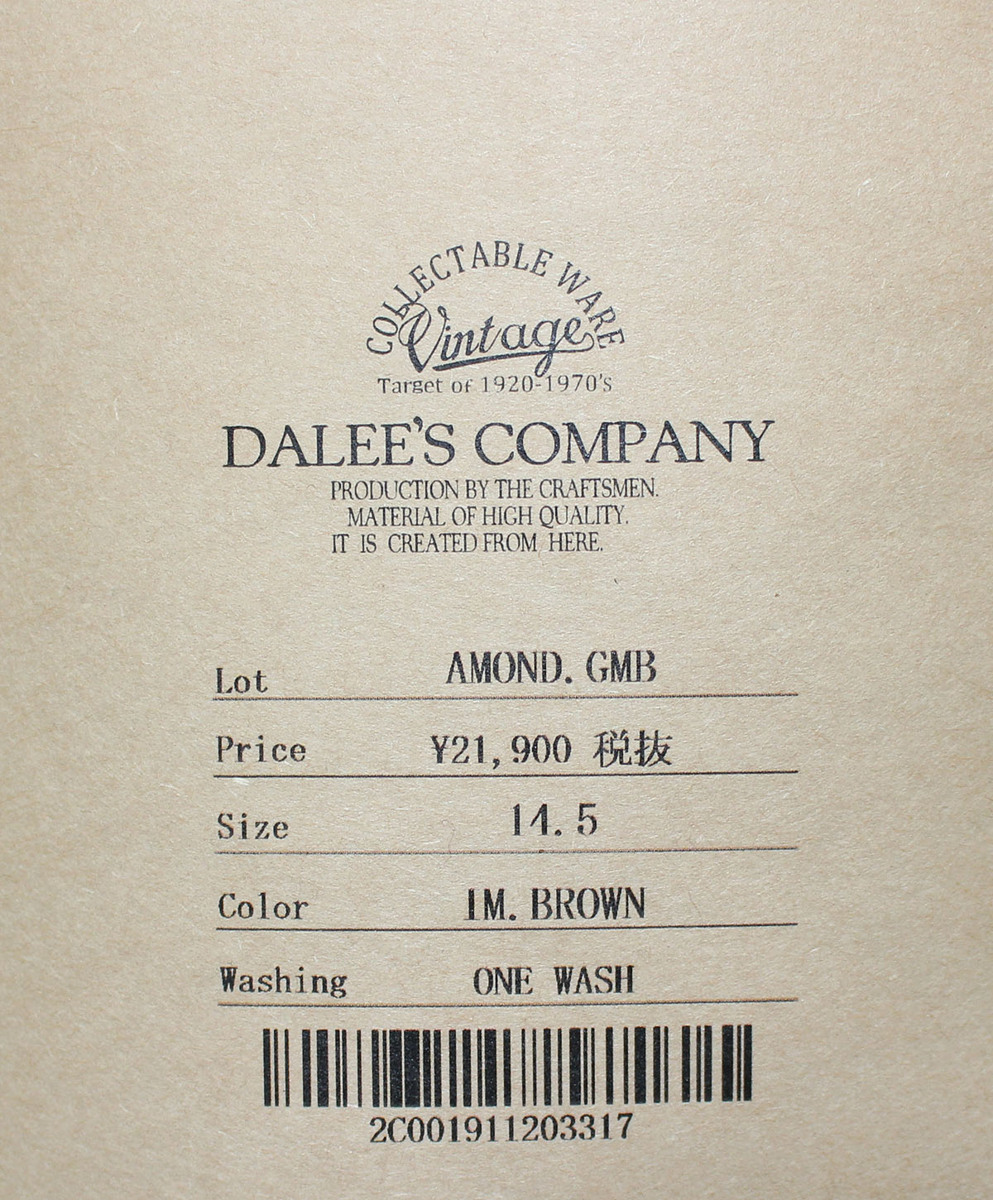 COLLECTABLE WARE
Vintage
Target of 1920-1970's
DALEE'S COMPANY
PRODUCTION BY THE CRAFTSMEN.
MATERIAL OF HIGH QUALITY.
IT IS CREATED FROM HERE.
Lot AMOND. GMB
Price ¥21,900 税抜
Size 14.5
Color 1M. BROWN
Washing ONE WASH
2C001911203317